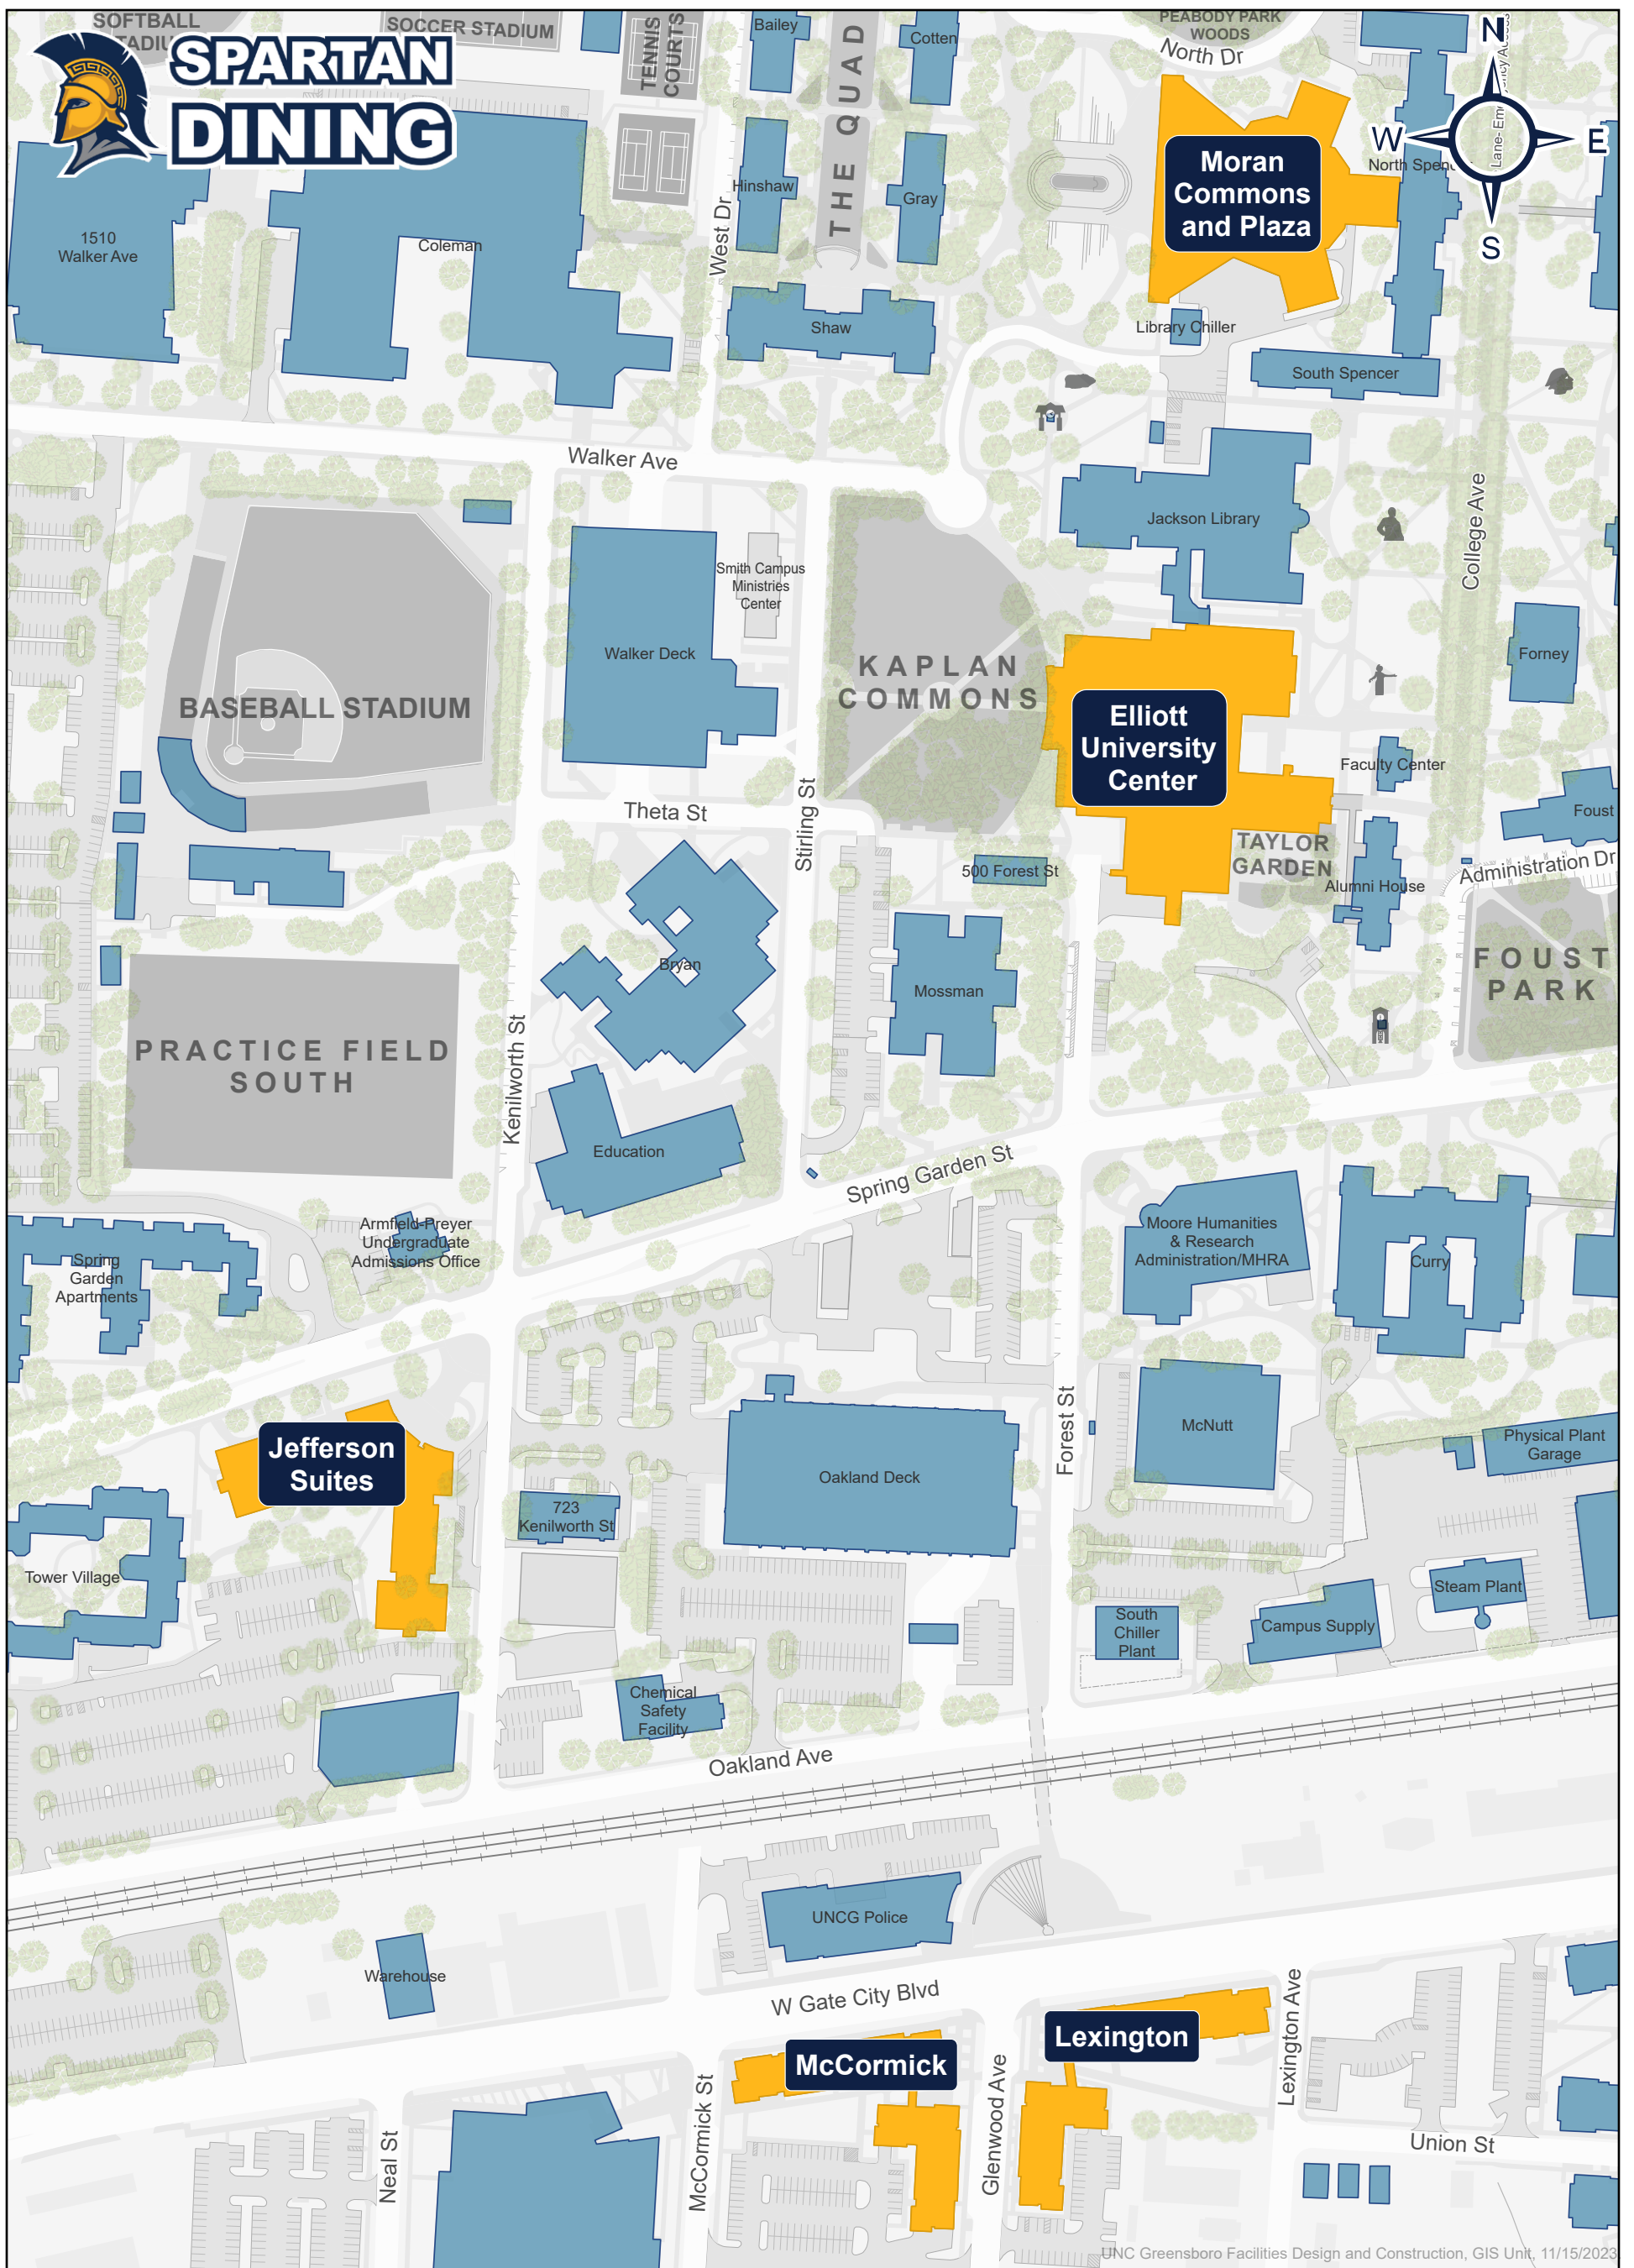 SOFTBALL
SOCCER STADIUM
TENNIS
COURTS
Bailey
THE QUAD
Cotten
PEABODY PARK
WOODS
North Dr
N
W
E
S
SPARTAN
DINING
Moran
Commons
and Plaza
Hinshaw
Gray
West Dr
1510
Walker Ave
Coleman
Shaw
Library Chiller
South Spencer
Walker Ave
Jackson Library
College Ave
Smith Campus
Ministries
Center
Walker Deck
KAPLAN
COMMONS
Forney
BASEBALL STADIUM
Elliott
University
Center
Faculty Center
Theta St
Stirling St
Foust
TAYLOR
GARDEN
500 Forest St
Alumni House
Administration Dr
Bryan
Mossman
FOUST
PARK
PRACTICE FIELD
SOUTH
Kenilworth St
Education
Spring Garden St
Armfield-Preyer
Undergraduate
Admissions Office
Moore Humanities
& Research
Administration/MHRA
Curry
Spring
Garden
Apartments
Jefferson
Suites
Forest St
McNutt
Physical Plant
Garage
Oakland Deck
723
Kenilworth St
Tower Village
Steam Plant
South
Chiller
Plant
Campus Supply
Chemical
Safety
Facility
Oakland Ave
UNCG Police
Warehouse
W Gate City Blvd
Lexington
Lexington Ave
McCormick
McCormick St
Glenwood Ave
Neal St
Union St
UNC Greensboro Facilities Design and Construction, GIS Unit, 11/15/2023